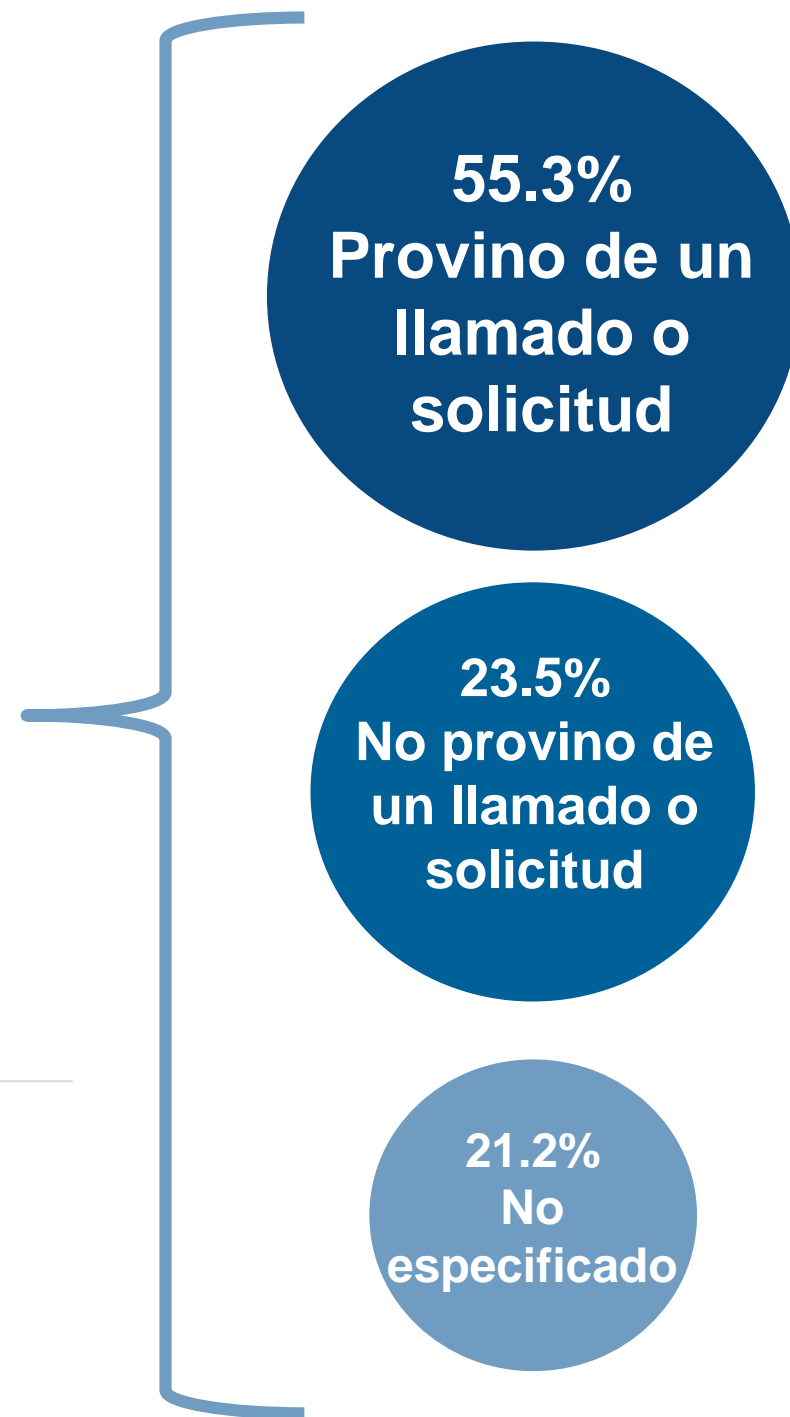 55.3%
Provino de un
llamado o
solicitud
23.5%
No provino de
un llamado o
solicitud
21.2%
No
especificado